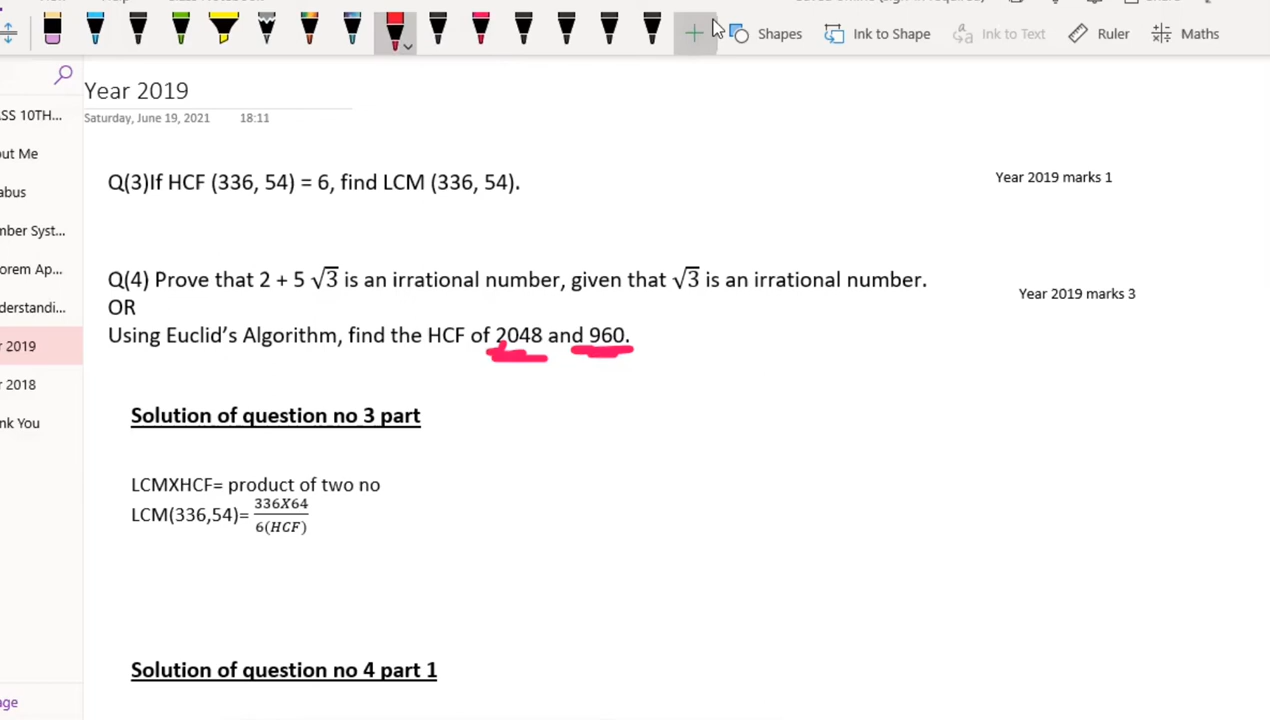 Shapes
Ink to Shape
Ink to Text
Ruler
Maths
Year 2019
Saturday, June 19, 2021 18:11
ASS 10TH...
out Me
abus
mber Syst...
orem Ap...
derstandi...
r 2019
r 2018
nk You
age
Q(3)If HCF (336, 54) = 6, find LCM (336, 54).
Year 2019 marks 1
Q(4) Prove that 2 + 5 √3 is an irrational number, given that √3 is an irrational number.
Year 2019 marks 3
OR
Using Euclid's Algorithm, find the HCF of 2048 and 960.
Solution of question no 3 part
LCMXHCF= product of two no
LCM(336,54)= 336X64
6(HCF)
Solution of question no 4 part 1